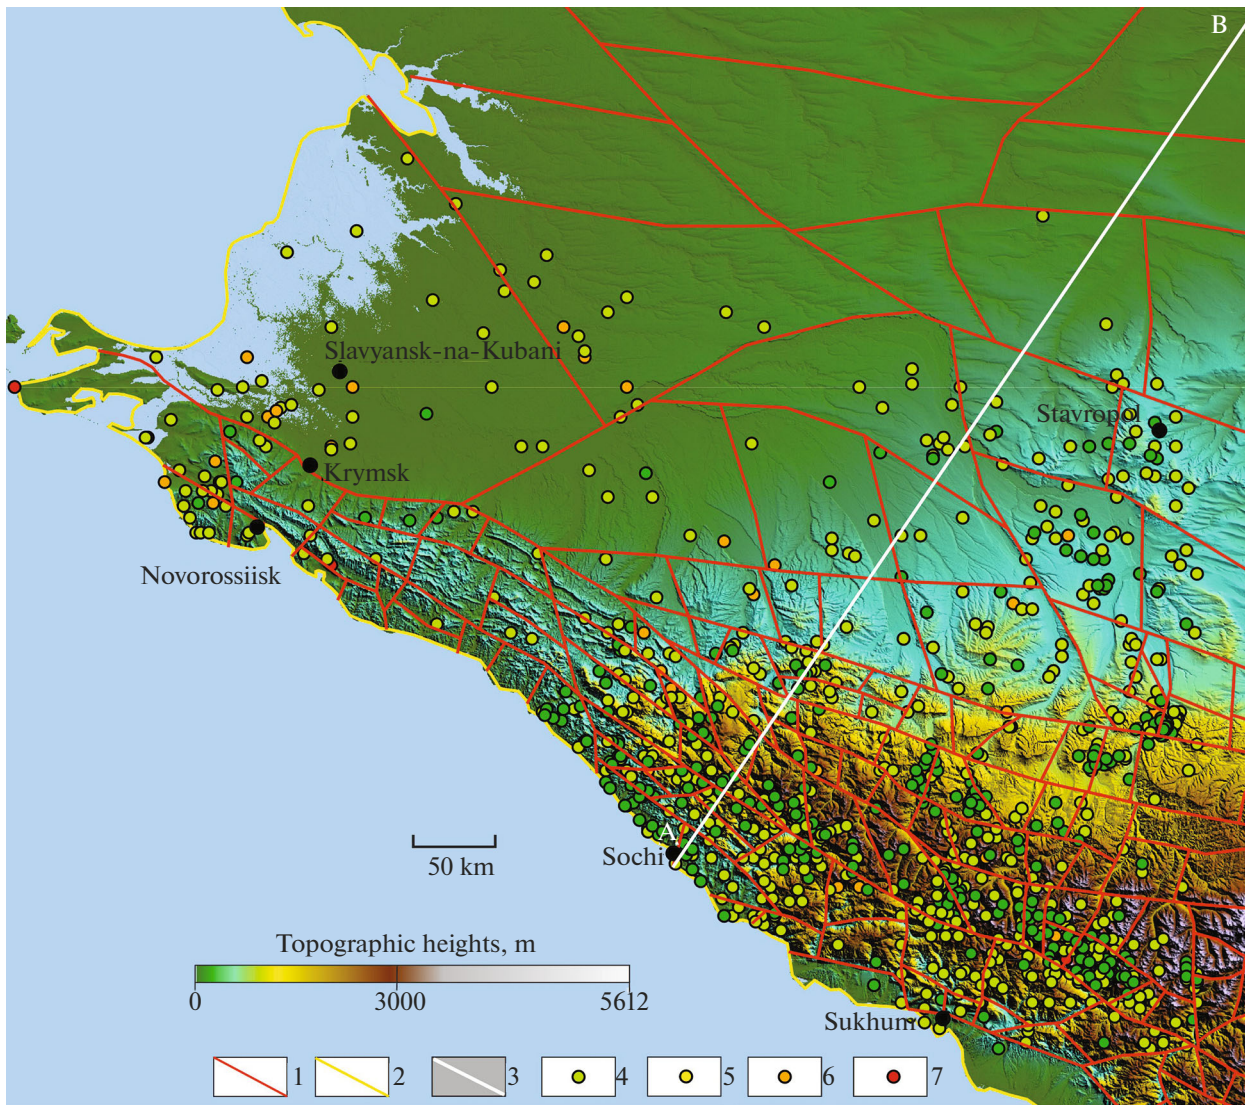 B
Slavyansk-na-Kubani
Stavropol
Krymsk
Novorossiisk
A
Sochi
50 km
Topographic heights, m
0 3000 5612
Sukhum
1 2 3 4 5 6 7